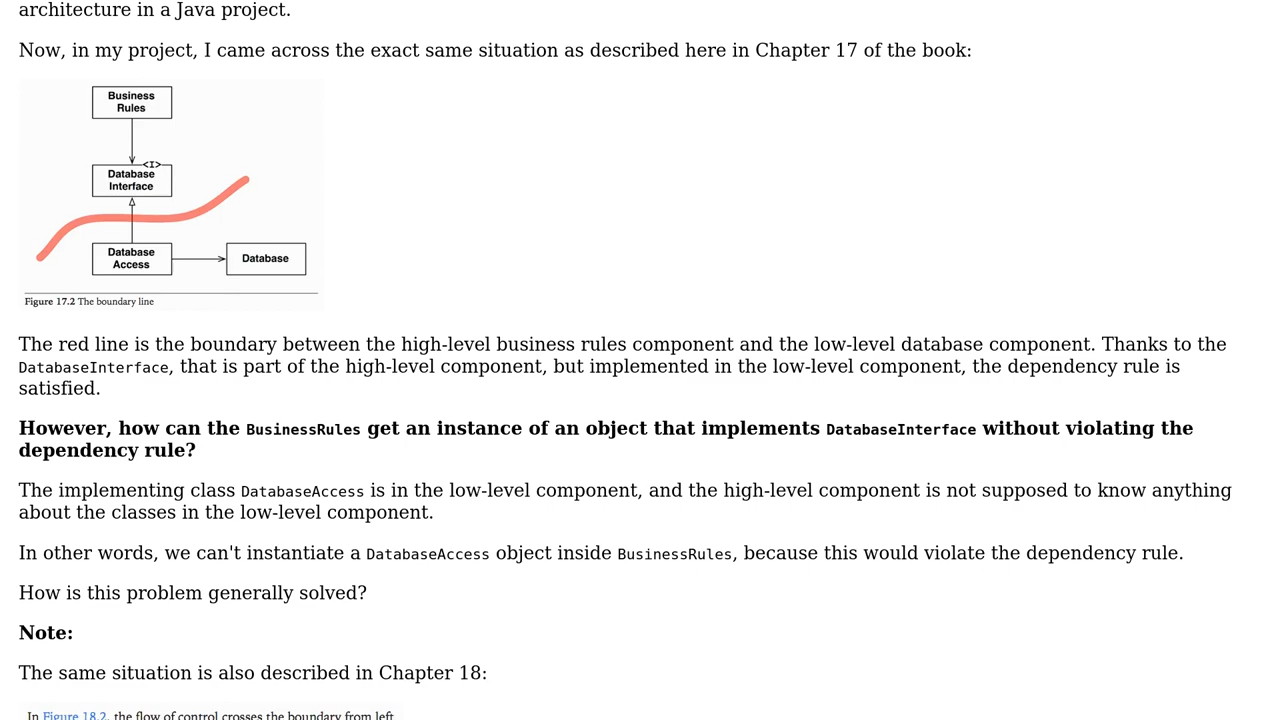 architecture in a Java project.
Now, in my project, I came across the exact same situation as described here in Chapter 17 of the book:
Business
Rules
<I>
Database
Interface
Database
Access
Database
Figure 17.2 The boundary line
The red line is the boundary between the high-level business rules component and the low-level database component. Thanks to the
DatabaseInterface, that is part of the high-level component, but implemented in the low-level component, the dependency rule is
satisfied.
However, how can the BusinessRules get an instance of an object that implements DatabaseInterface without violating the
dependency rule?
The implementing class DatabaseAccess is in the low-level component, and the high-level component is not supposed to know anything
about the classes in the low-level component.
In other words, we can't instantiate a DatabaseAccess object inside BusinessRules, because this would violate the dependency rule.
How is this problem generally solved?
Note:
The same situation is also described in Chapter 18:
In Figure 18.2, the flow of control crosses the boundary from left